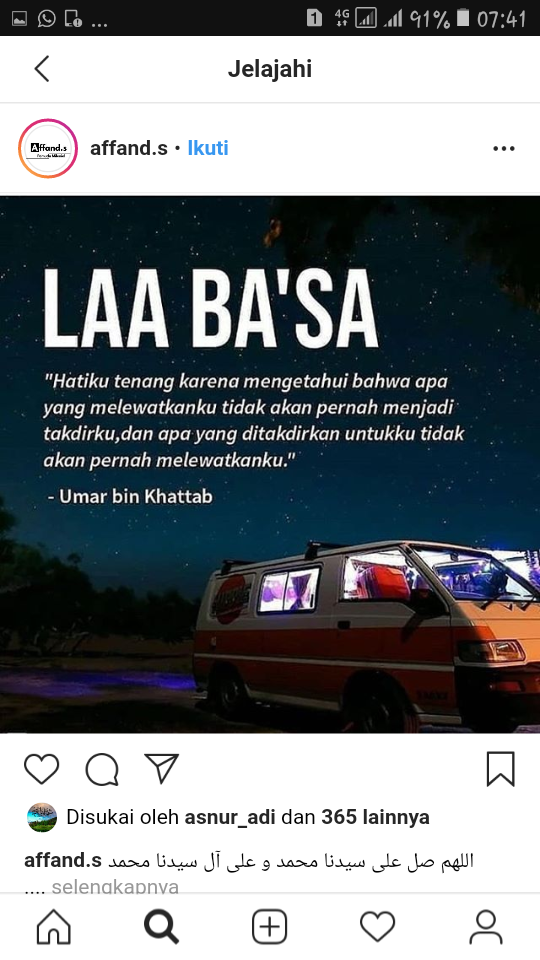 ... 1 4G 91% 07:41
Jelajahi
Affand.s
affand.s • Ikuti
LAA BA'SA
"Hatiku tenang karena mengetahui bahwa apa
yang melewatkanku tidak akan pernah menjadi
takdirku,dan apa yang ditakdirkan untukku tidak
akan pernah melewatkanku."
- Umar bin Khattab
Disukai oleh asnur_adi dan 365 lainnya
affand.s اللهم صل على سيدنا محمد و على آل سيدنا محمد
.... selengkapnya